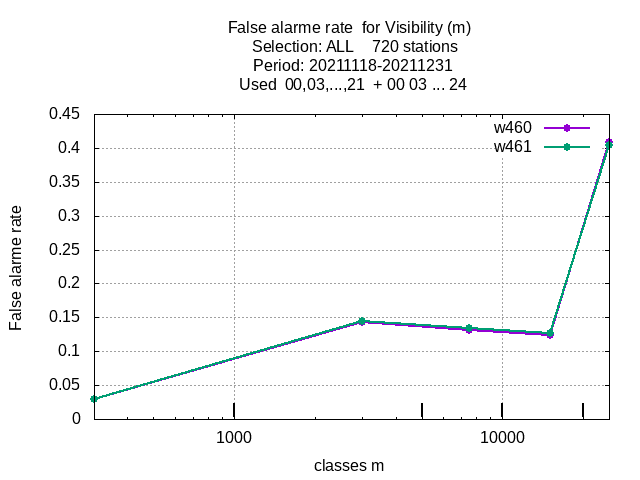 False alarme rate  for Visibility (m)
Selection: ALL    720 stations
Period: 20211118-20211231
Used  00,03,...,21  + 00 03 ... 24
w460
w461
0.45
0.4
0.35
0.3
0.25
0.2
0.15
0.1
0.05
0
False alarme rate
1000
10000
classes m